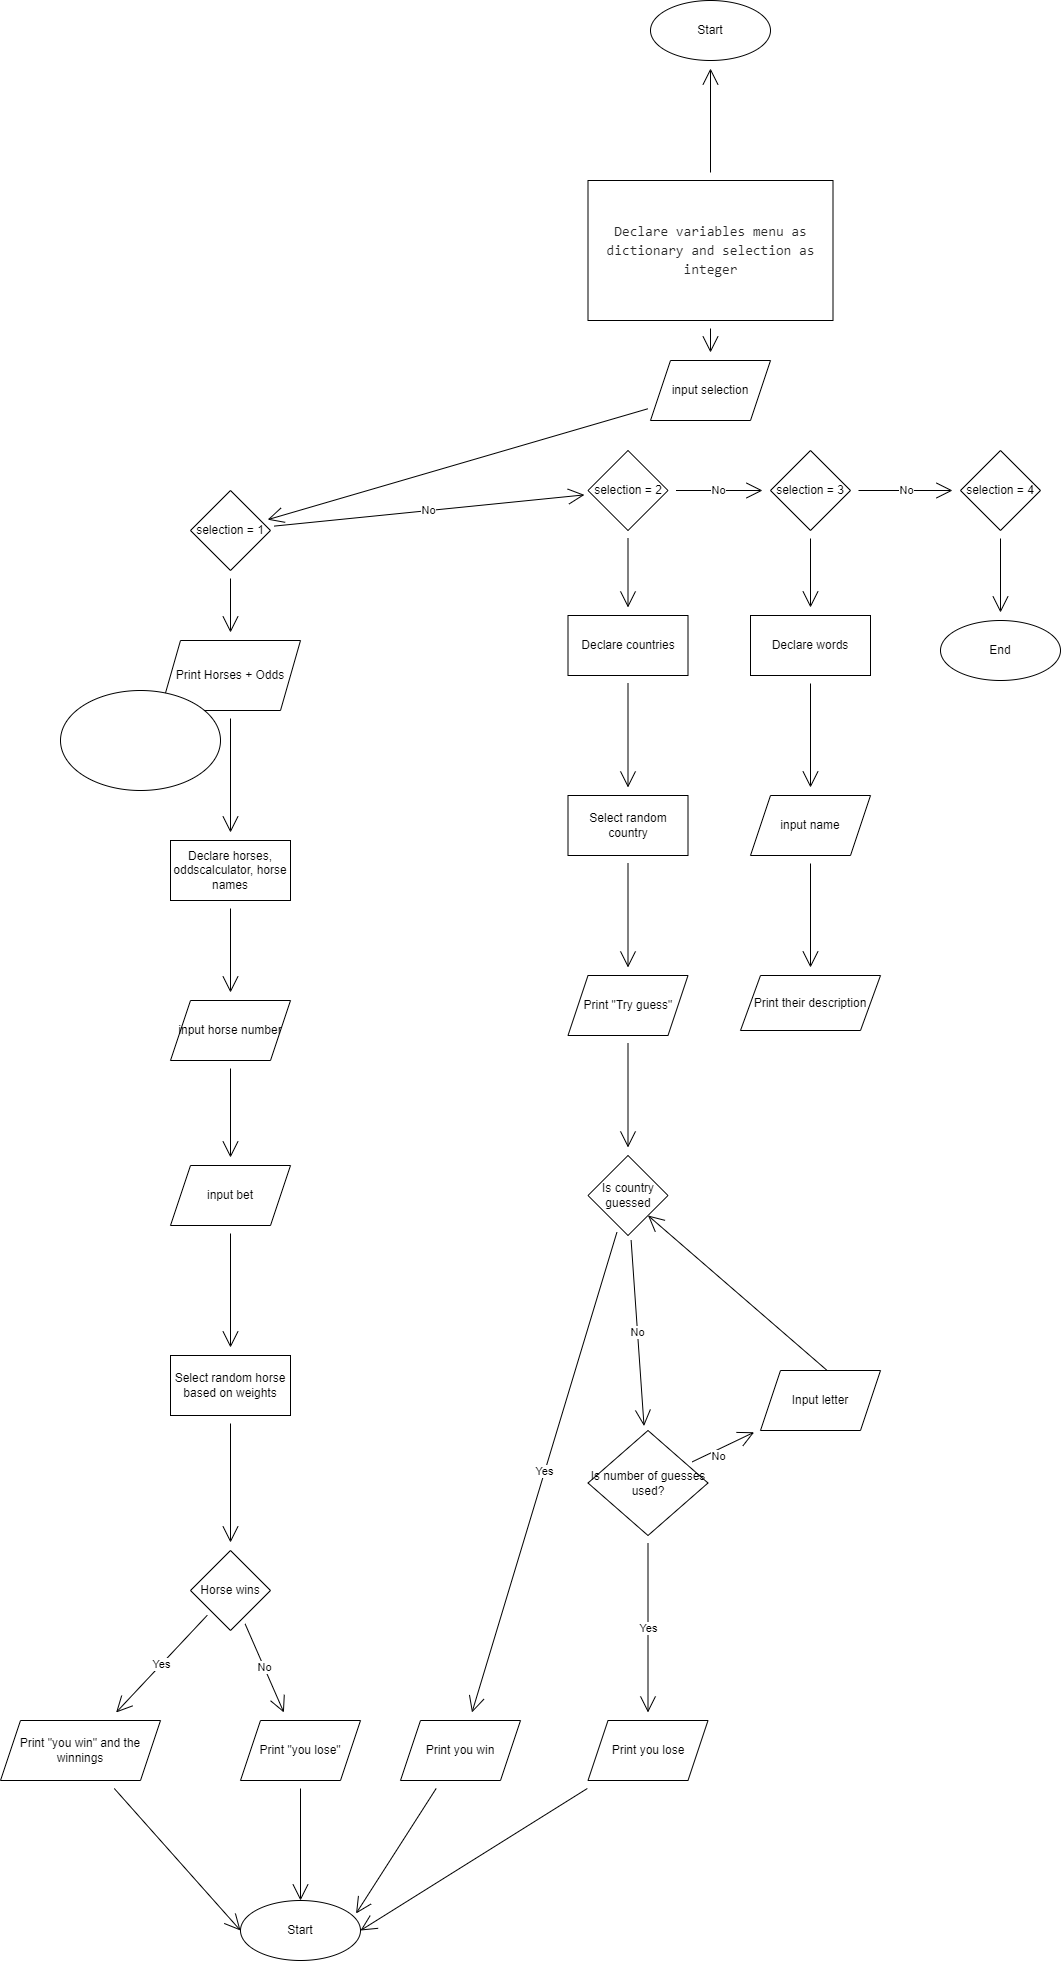 Start
Declare variables menu as
dictionary and selection as
integer
input selection
selection = 1
No
selection = 2
No
selection = 3
No
selection = 4
Print Horses + Odds
Declare countries
Declare words
End
Declare horses,
oddscalculator, horse
names
Select random
country
input name
input horse number
Print "Try guess"
Print their description
input bet
Is country
guessed
No
Select random horse
based on weights
Input letter
Yes
No
Is number of guesses
used?
Horse wins
Yes
No
Yes
Print "you win" and the
winnings
Print "you lose"
Print you win
Print you lose
Start